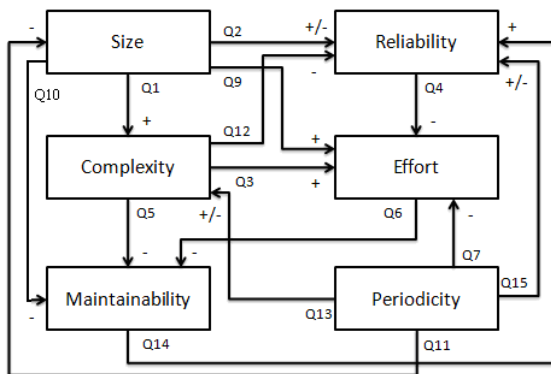 - Q2 +/- +
Size Reliability
Q10 Q1 Q9 - +/-
Q12 Q4
+ + -
Complexity Effort
Q3 +
Q5 +/- Q6 -
- - Q7
Maintainability Periodicity Q15
- Q13
Q14 Q11